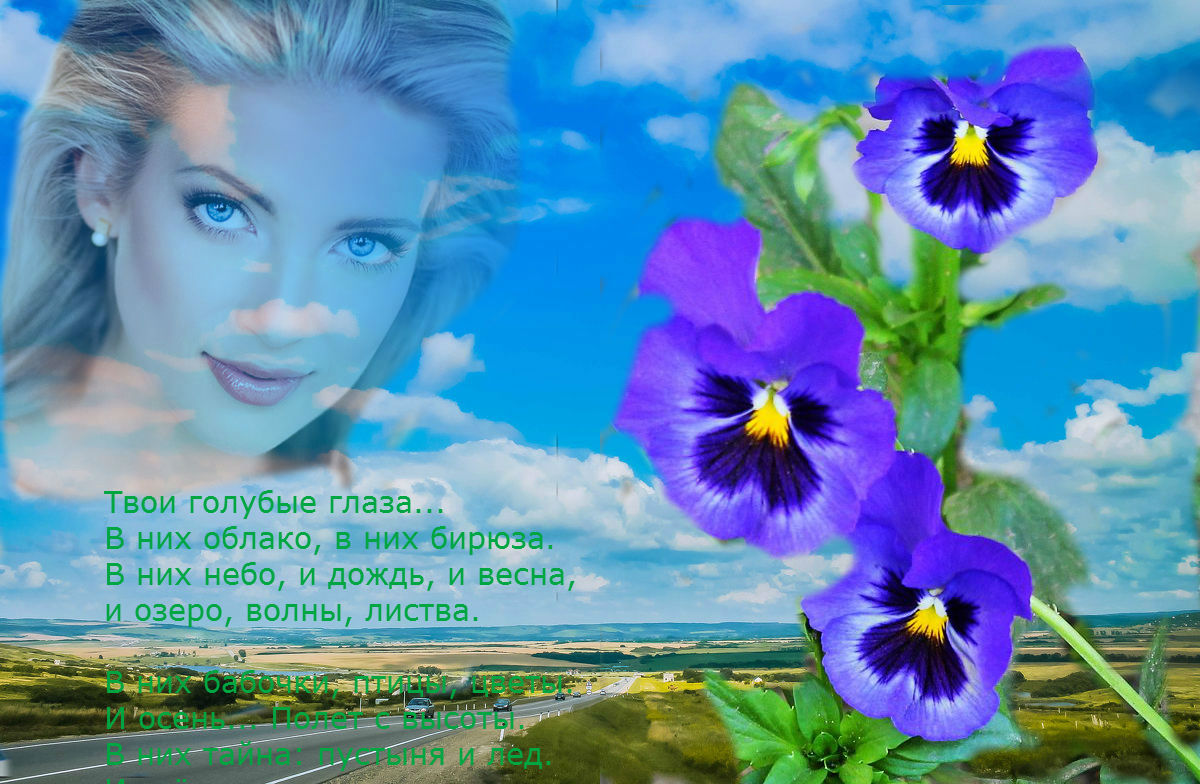 Твои голубые глаза...
В них облако, в них бирюза.
В них небо, и дождь, и весна,
и озеро, волны, листва.
В них бабочки, птицы, цветы.
И осень... Полёт с высоты.
В них тайна: пустыня и лед.